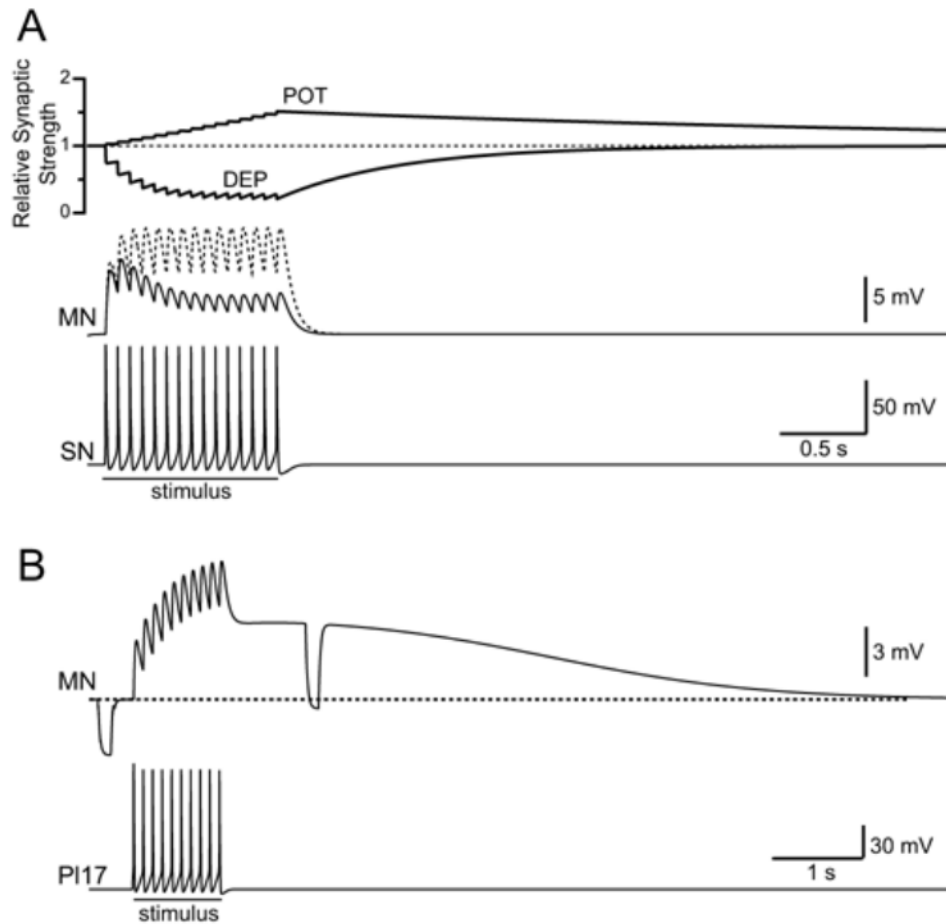 A
Relative Synaptic
Strength
2
1
0
POT
DEP
MN
5 mV
SN
50 mV
0.5 s
stimulus
B
MN
3 mV
PI17
30 mV
1 s
stimulus